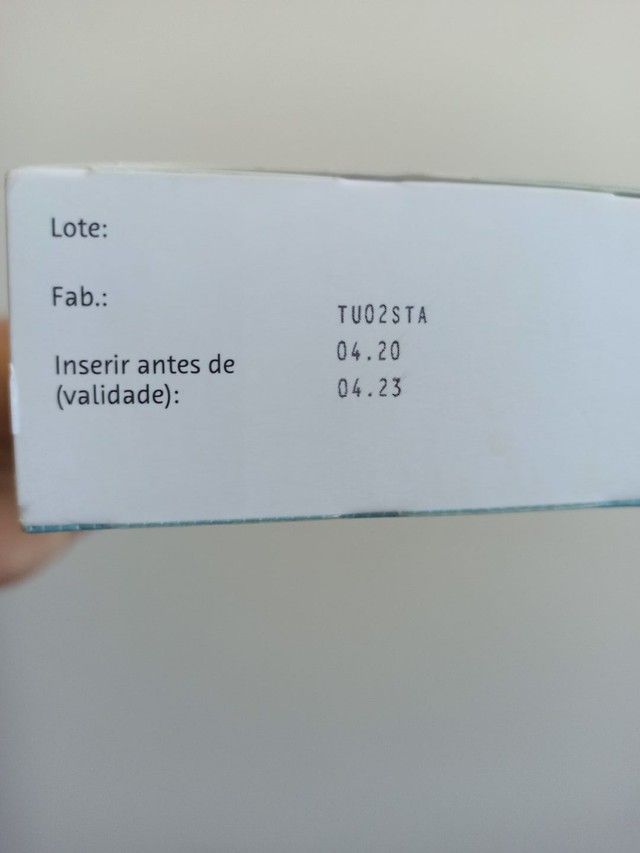 Lote:
Fab.:
Inserir antes de
(validade):
TU02STA
04.20
04.23